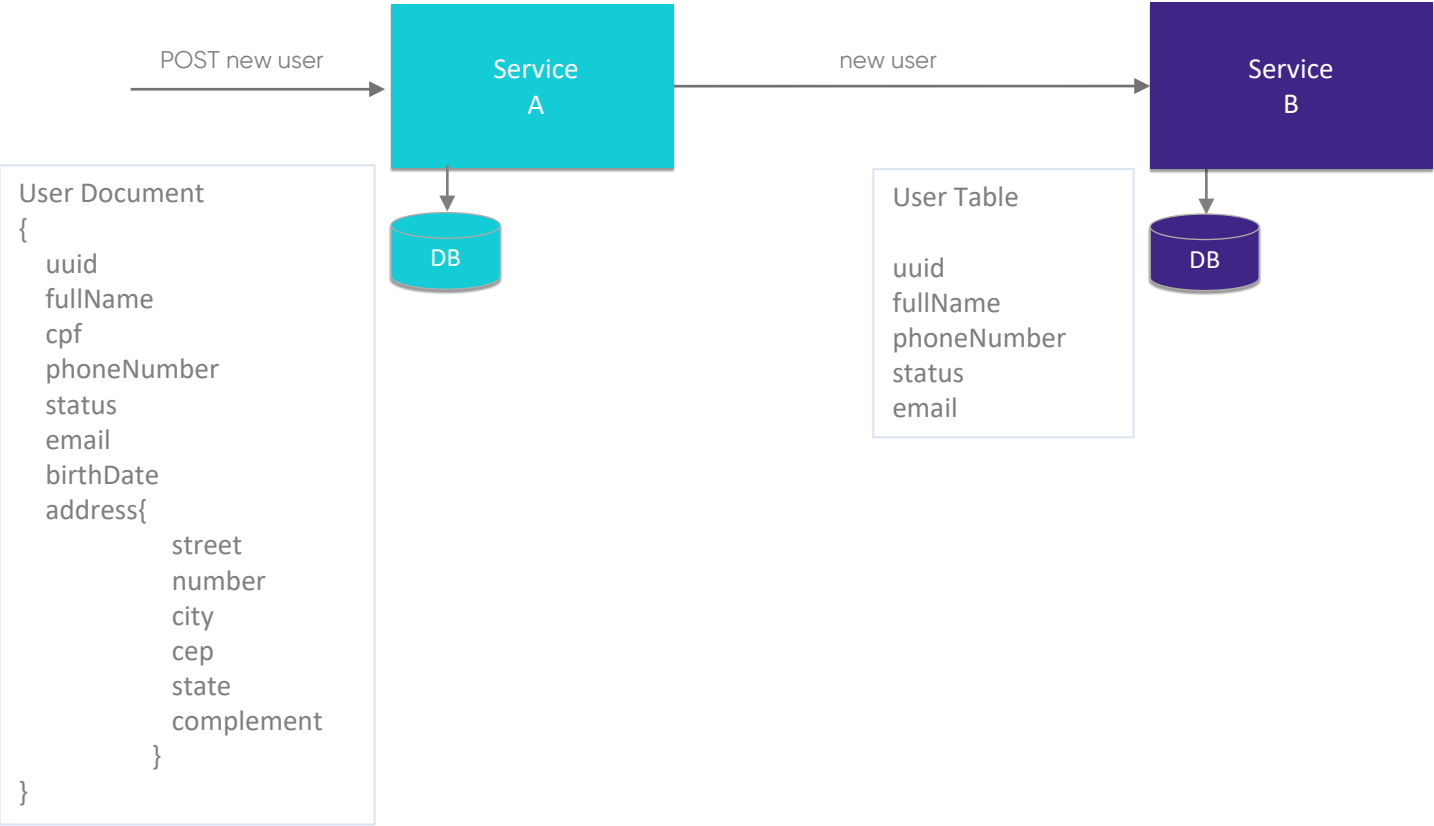 POST new user
Service
A
new user
Service
B
User Document
{
uuid
fullName
cpf
phoneNumber
status
email
birthDate
address{
street
number
city
cep
state
complement
}
}
DB
User Table
uuid
fullName
phoneNumber
status
email
DB